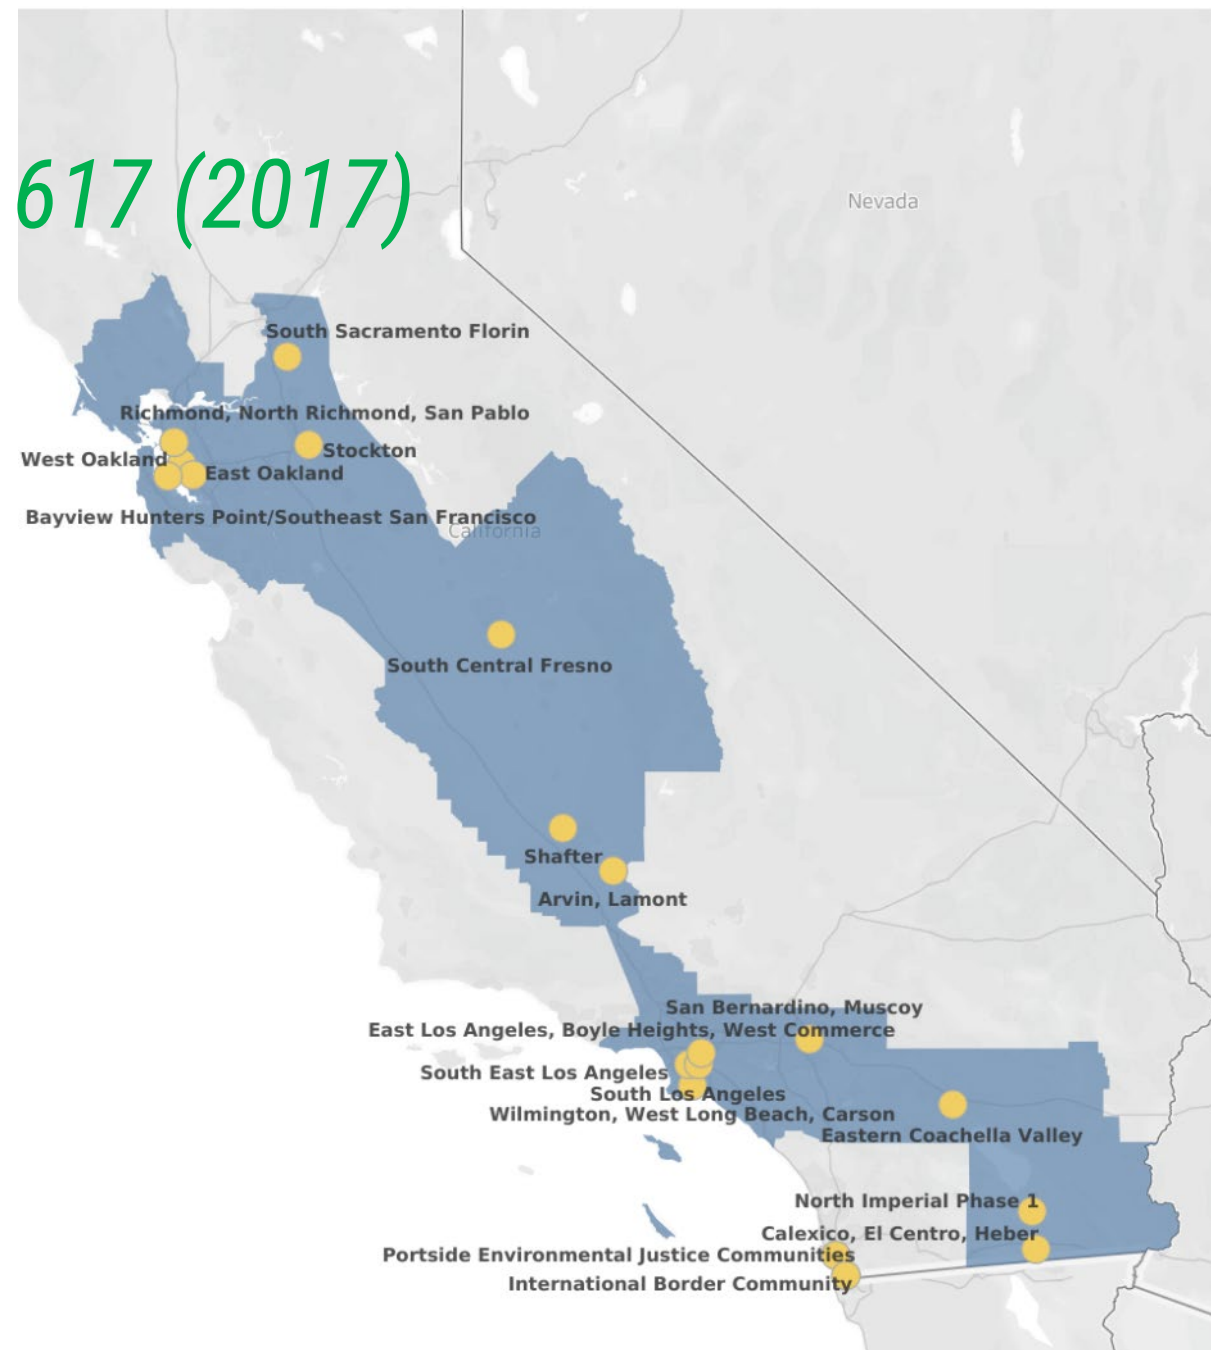 617 (2017)
Nevada
South Sacramento Florin
Richmond, North Richmond, San Pablo
Stockton
West Oakland
East Oakland
Bayview Hunters Point/Southeast San Francisco
California
South Central Fresno
Shafter
Arvin, Lamont
San Bernardino, Muscoy
East Los Angeles, Boyle Heights, West Commerce
South East Los Angeles
South Los Angeles
Wilmington, West Long Beach, Carson
Eastern Coachella Valley
North Imperial Phase 1
Calexico, El Centro, Heber
Portside Environmental Justice Communities
International Border Community